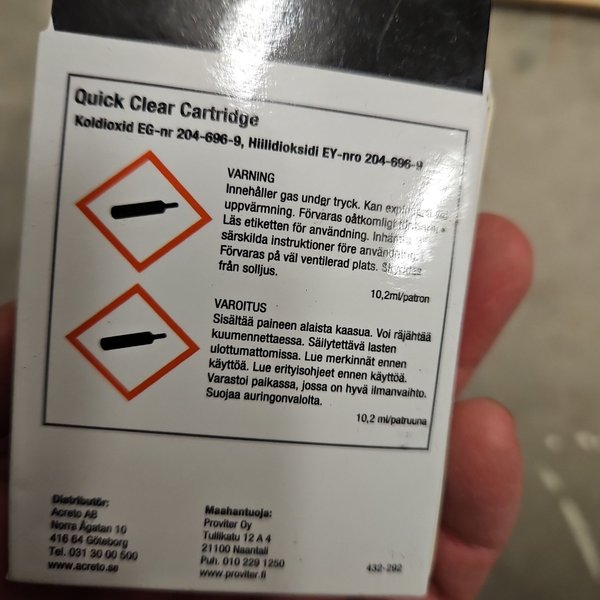 Quick Clear Cartridge
Koldioxid EG-nr 204-696-9, Hiilidioksidi EY-nro 204-696-9
VARNING
Innehåller gas under tryck. Kan
uppvärmning. Förvaras oåtkomligt
Läs etiketten för användning.
särskilda instruktioner före
Förvaras på väl ventilerad plats.
från solljus.
10,2ml/patron
VAROITUS
Sisältää paineen alaista kaasua. Voi räjähtää
kuumennettaessa. Säilytettävä lasten
ulottumattomissa. Lue merkinnät ennen
käyttöä. Lue erityisohjeet ennen käyttöä.
Varastoi paikassa, jossa on hyvä ilmanvaihto.
Suojaa auringonvalolta.
10,2 ml/patruuna
Distributör:
Acreto AB
Norra Ågatan 10
416 64 Göteborg
Tel. 031 30 00 500
www.acreto.se
Maahantuoja:
Proviter Oy
Tullikatu 12 A 4
21100 Naantali
Puh. 010 229 1250
www.proviter.fi
432-292